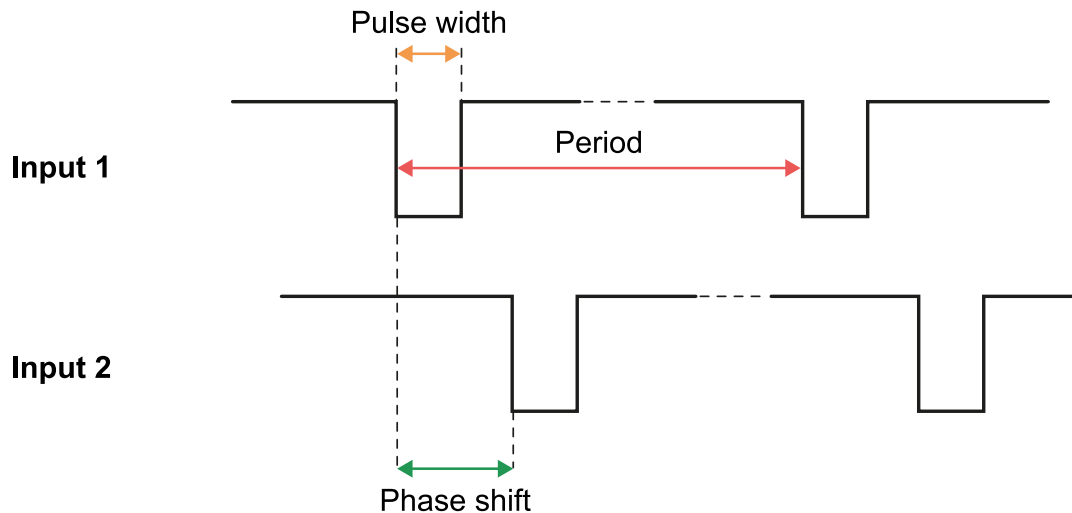 Pulse width
Period
Input 1
Input 2
Phase shift